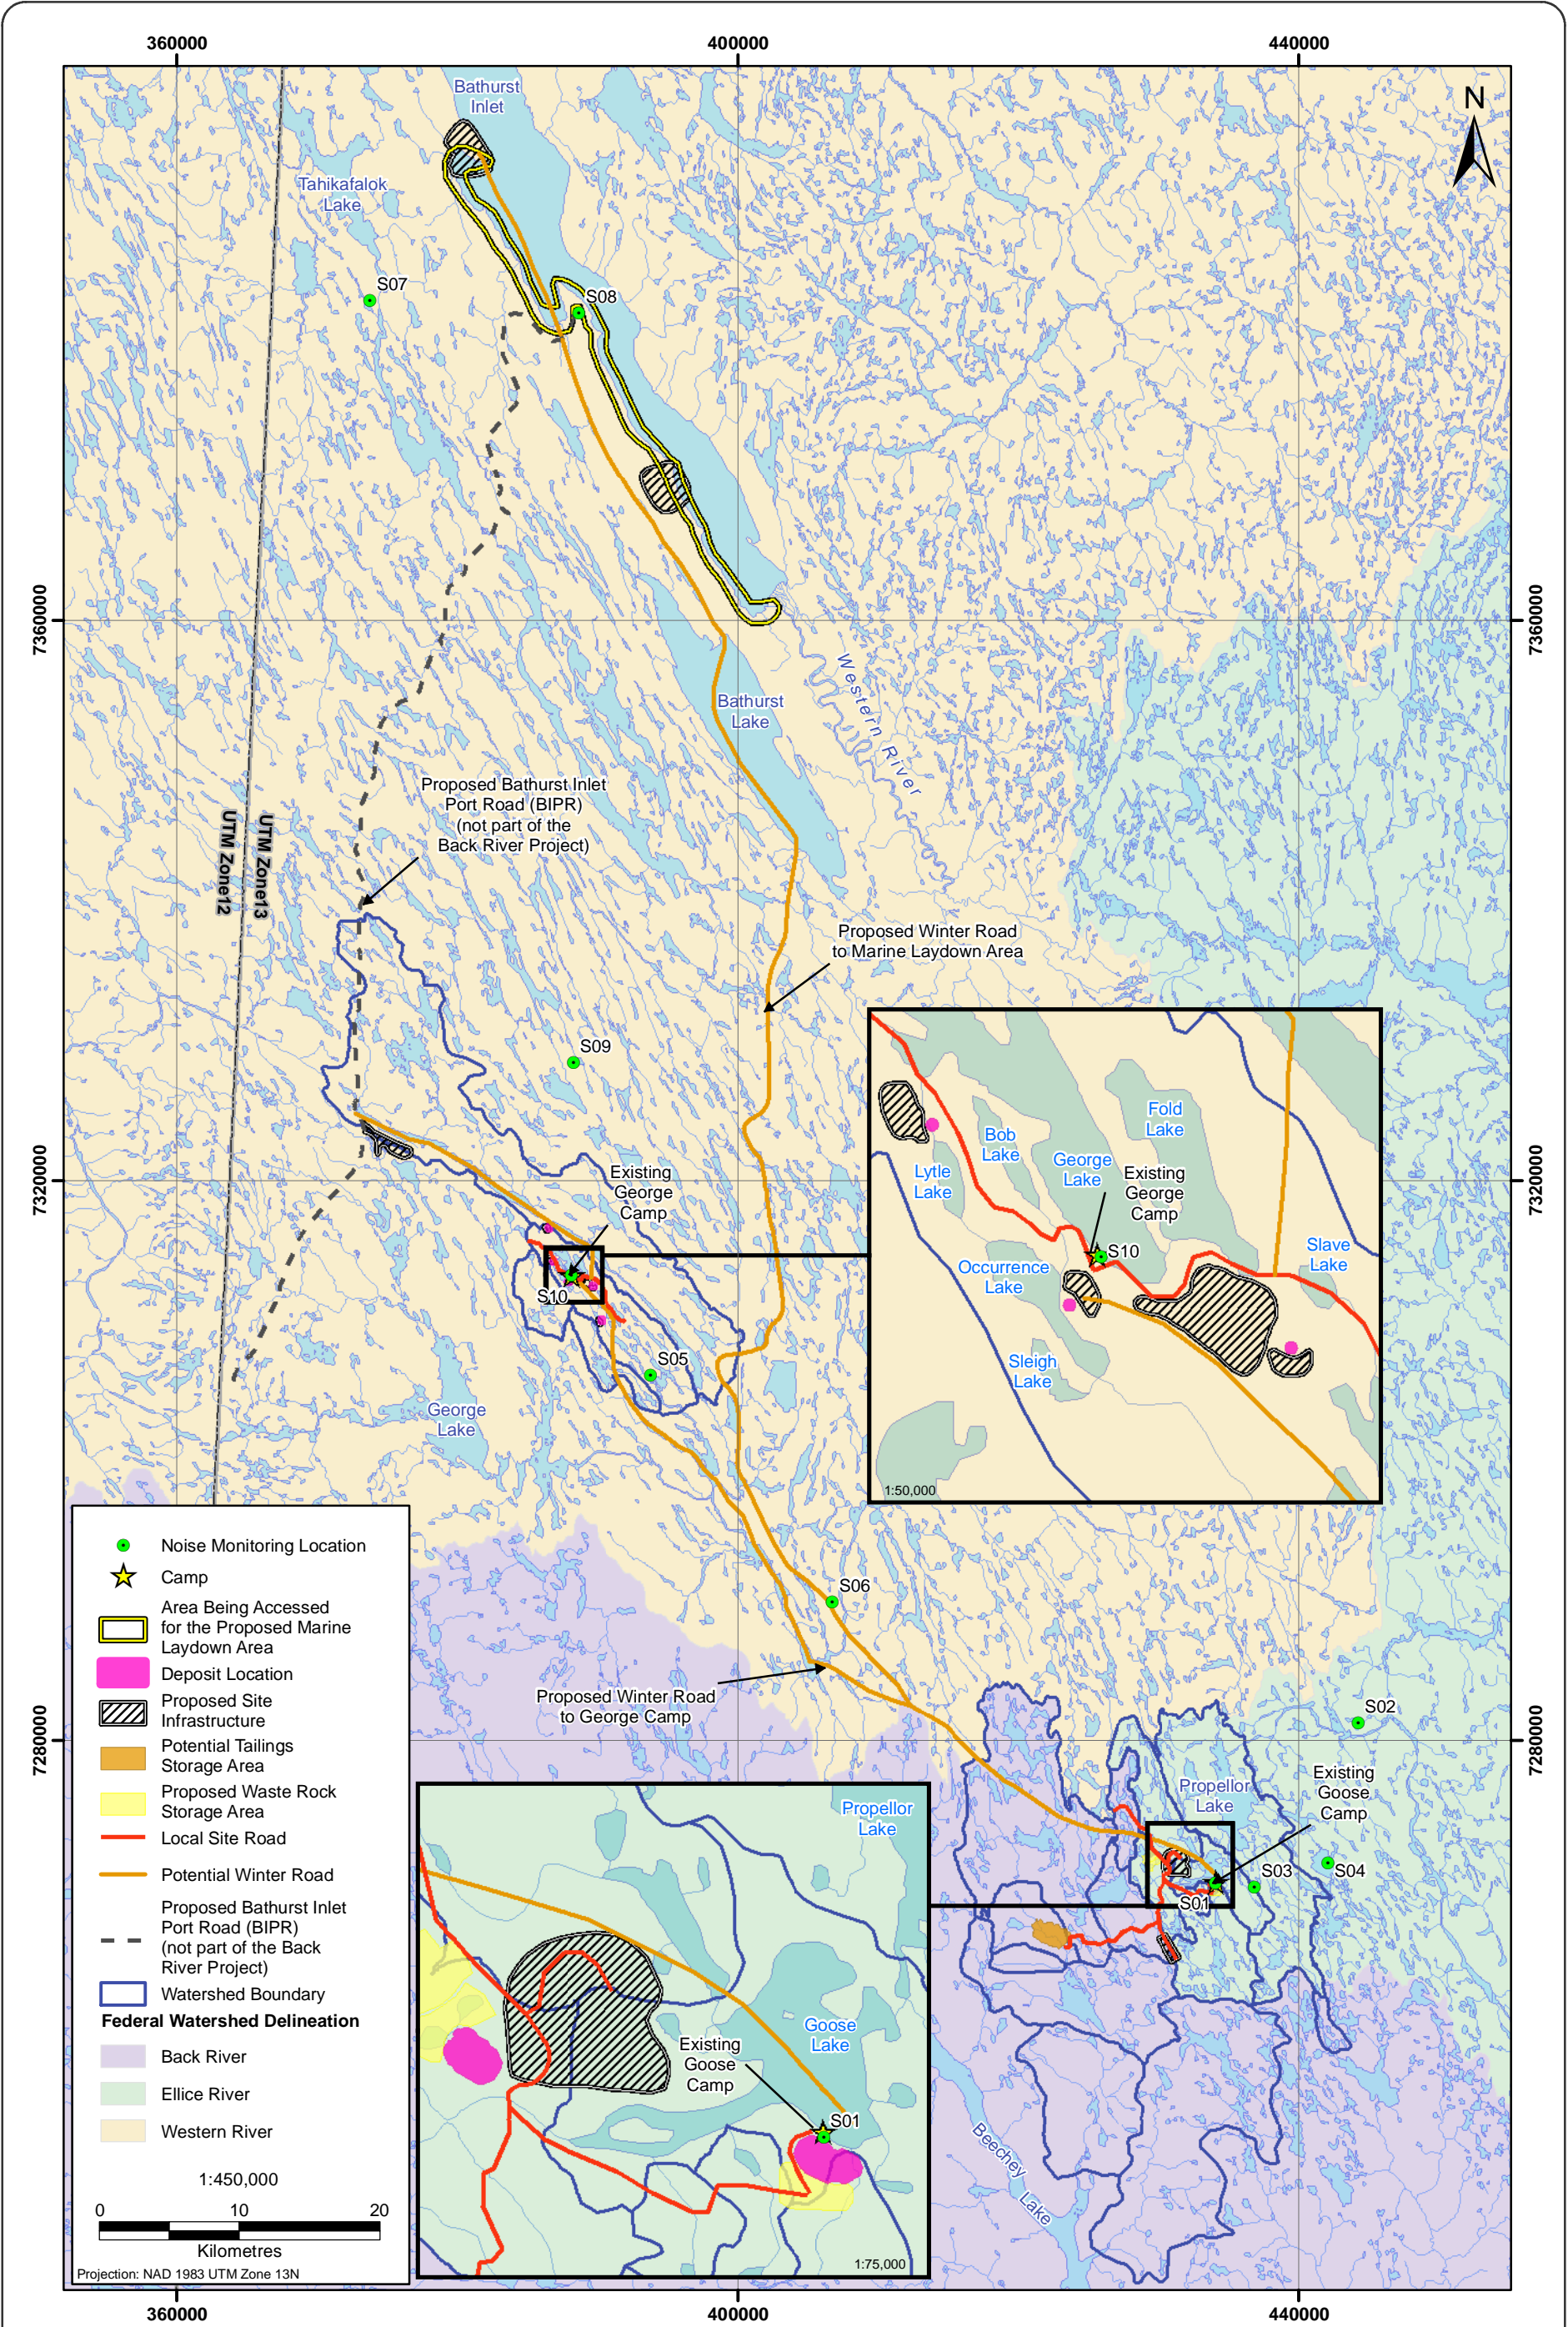 360000
400000
440000
N
Bathurst
Inlet
Tahikafalok
Lake
S07
S08
7360000
7360000
Western River
Bathurst
Lake
Proposed Bathurst Inlet
Port Road (BIPR)
(not part of the
Back River Project)
UTM Zone12
UTM Zone13
Proposed Winter Road
to Marine Laydown Area
S09
7320000
7320000
Existing
George
Camp
S10
S05
George
Lake
Fold
Lake
Bob
Lake
George
Lake
Existing
George
Camp
Lytle
Lake
S10
Occurrence
Lake
Slave
Lake
Sleigh
Lake
1:50,000
S06
Proposed Winter Road
to George Camp
S02
7280000
7280000
Existing
Goose
Camp
Propellor
Lake
S03
S04
S01
Beechey
Lake
Propellor
Lake
Goose
Lake
Existing
Goose
Camp
S01
1:75,000
Noise Monitoring Location
Camp
Area Being Accessed
for the Proposed Marine
Laydown Area
Deposit Location
Proposed Site
Infrastructure
Potential Tailings
Storage Area
Proposed Waste Rock
Storage Area
Local Site Road
Potential Winter Road
Proposed Bathurst Inlet
Port Road (BIPR)
(not part of the Back
River Project)
Watershed Boundary
Federal Watershed Delineation
Back River
Ellice River
Western River
1:450,000
0 10 20
Kilometres
Projection: NAD 1983 UTM Zone 13N
360000
400000
440000